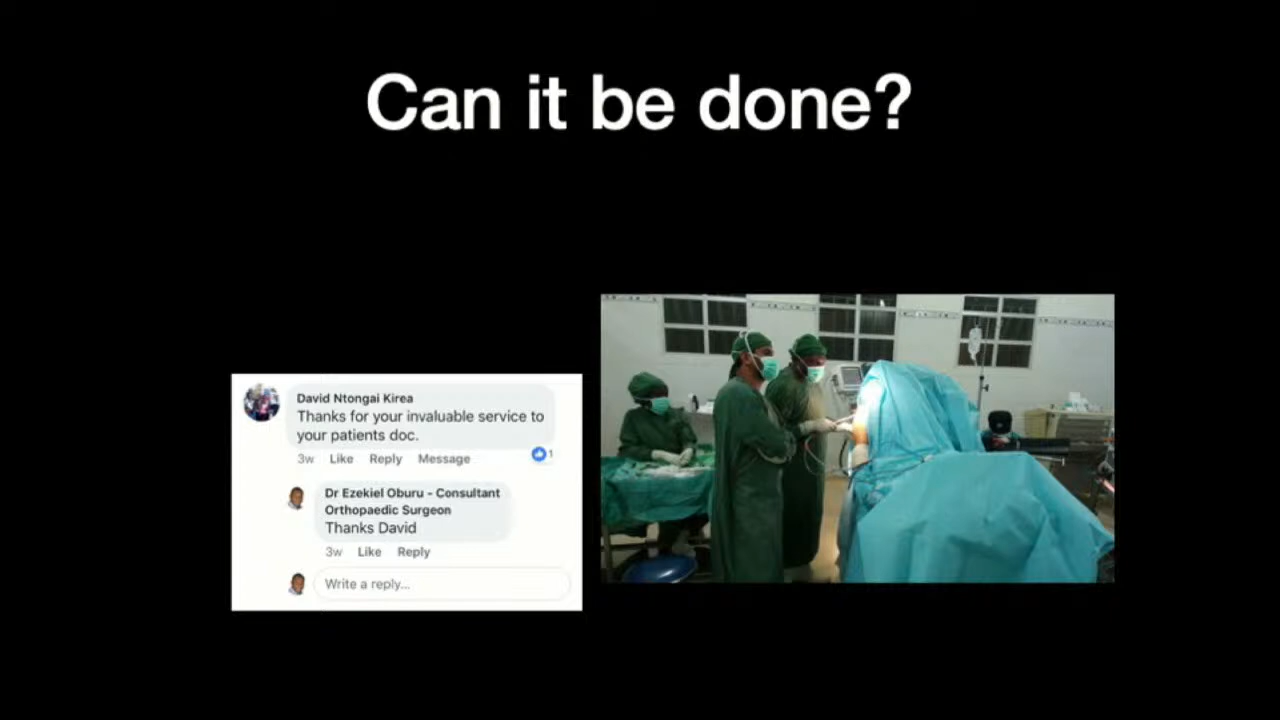 Can it be done?
David Ntongai Kirea
Thanks for your invaluable service to
your patients doc.
3w Like Reply Message 1
Dr Ezekiel Oburu - Consultant
Orthopaedic Surgeon
Thanks David
3w Like Reply
Write a reply...